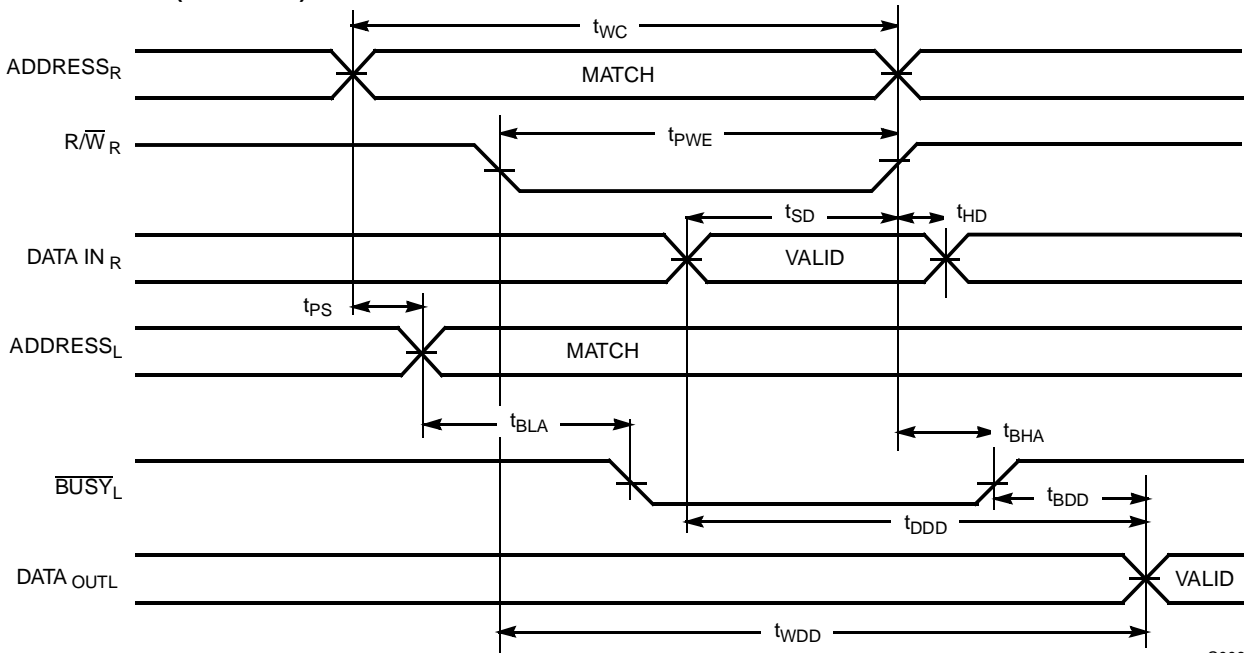 tWC
ADDRESSR
MATCH
R/W̅ R
tPWE
tSD
tHD
DATA IN R
VALID
tPS
ADDRESSL
MATCH
tBLA
tBHA
B̅U̅S̅Y̅L
tBDD
tDDD
DATA OUTL
VALID
tWDD